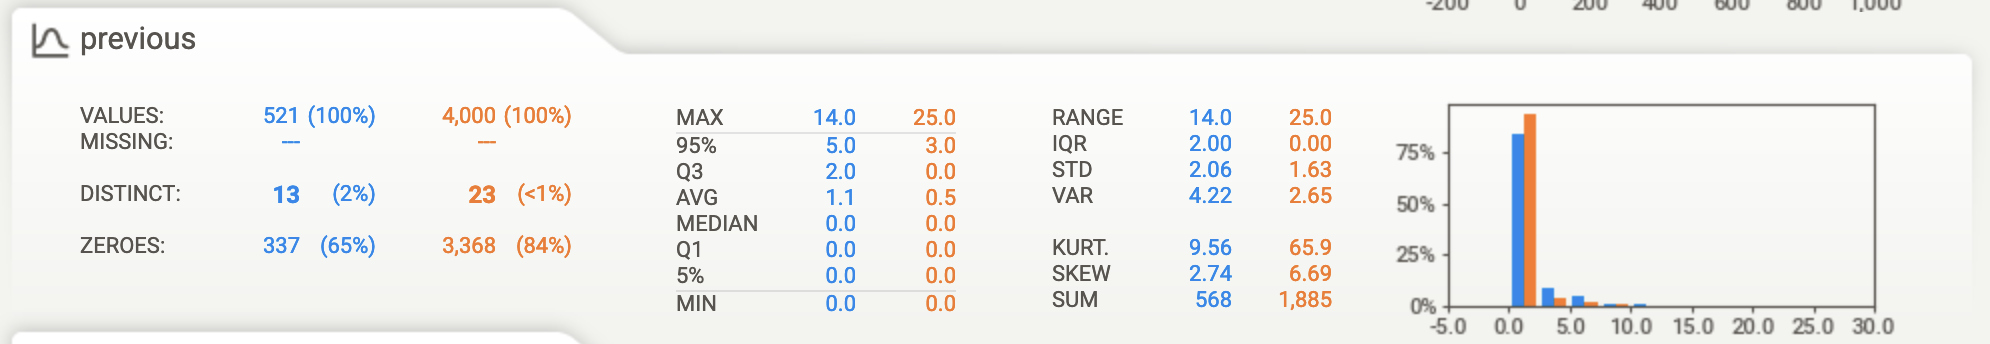 -200 0 200 400 600 800 1,000
previous
VALUES: 521 (100%) 4,000 (100%)
MISSING: --- ---
DISTINCT: 13 (2%) 23 (<1%)
ZEROES: 337 (65%) 3,368 (84%)
MAX 14.0 25.0
95% 5.0 3.0
Q3 2.0 0.0
AVG 1.1 0.5
MEDIAN 0.0 0.0
Q1 0.0 0.0
5% 0.0 0.0
MIN 0.0 0.0
RANGE 14.0 25.0
IQR 2.00 0.00
STD 2.06 1.63
VAR 4.22 2.65
KURT. 9.56 65.9
SKEW 2.74 6.69
SUM 568 1,885
75%
50%
25%
0%
-5.0 0.0 5.0 10.0 15.0 20.0 25.0 30.0